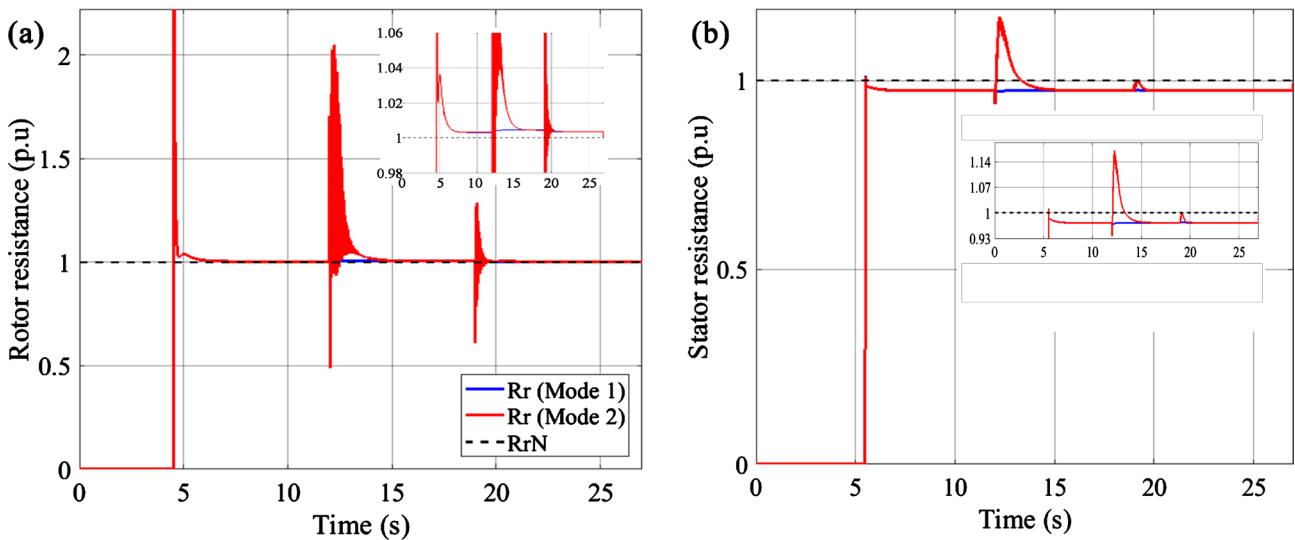 (a)
Rotor resistance (p.u)
2
1.5
1
0.5
0
0 5 10 15 20 25
Time (s)
1.06
1.04
1.02
1
0.98
0 5 10 15 20 25
Rr (Mode 1)
Rr (Mode 2)
RrN
(b)
Stator resistance (p.u)
1
0.5
0
0 5 10 15 20 25
Time (s)
1.14
1.07
1
0.93
0 5 10 15 20 25